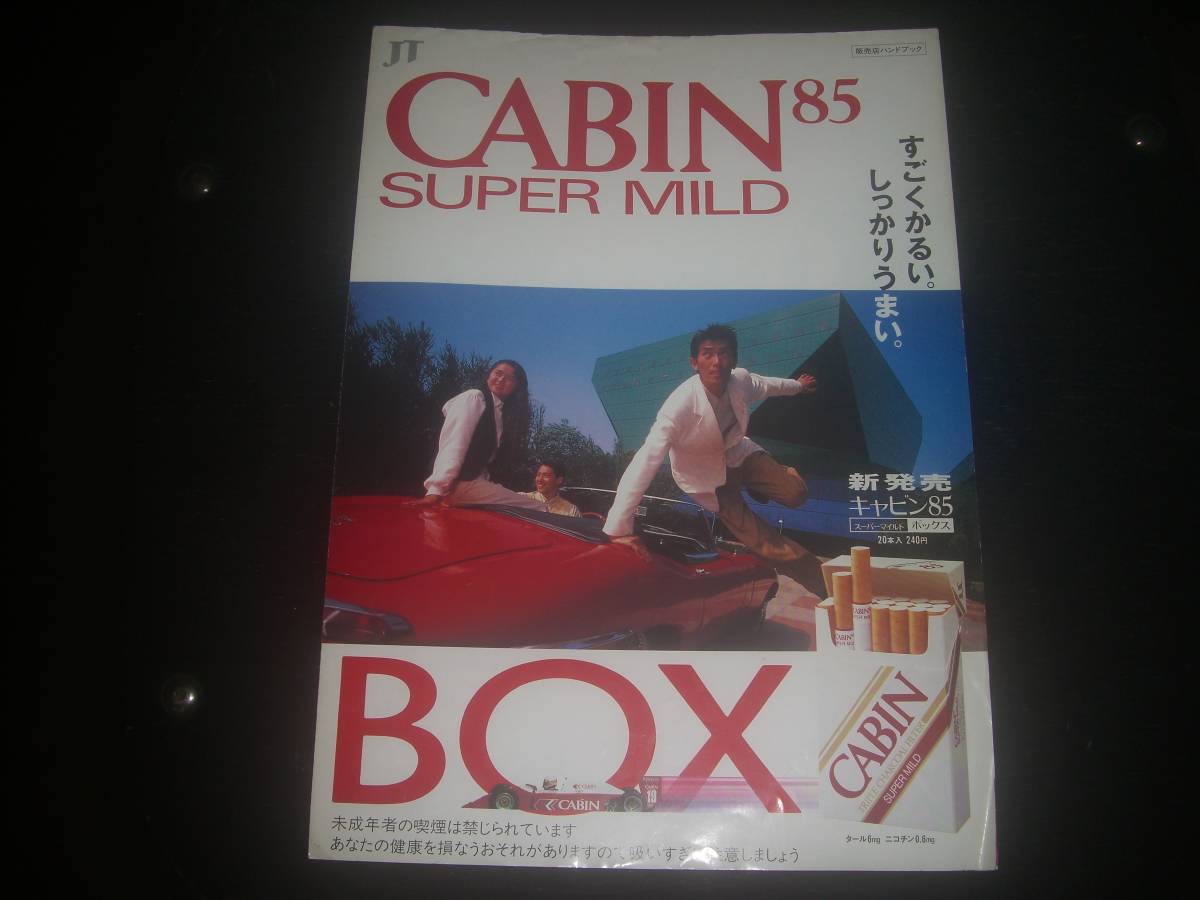 JT
販売店ハンドブック
CABIN85
SUPER MILD
すごくかるい。
しっかりうまい。
新発売
キャビン85
スーパーマイルド ボックス
20本入 240円
CABIN
CABIN
BOX
CABIN
19
CABIN
TRIPLE CHARCOAL FILTER
SUPER MILD
未成年者の喫煙は禁じられています
あなたの健康を損なうおそれがありますので吸いすぎ 注意しましょう
タール6mg ニコチン0.6mg